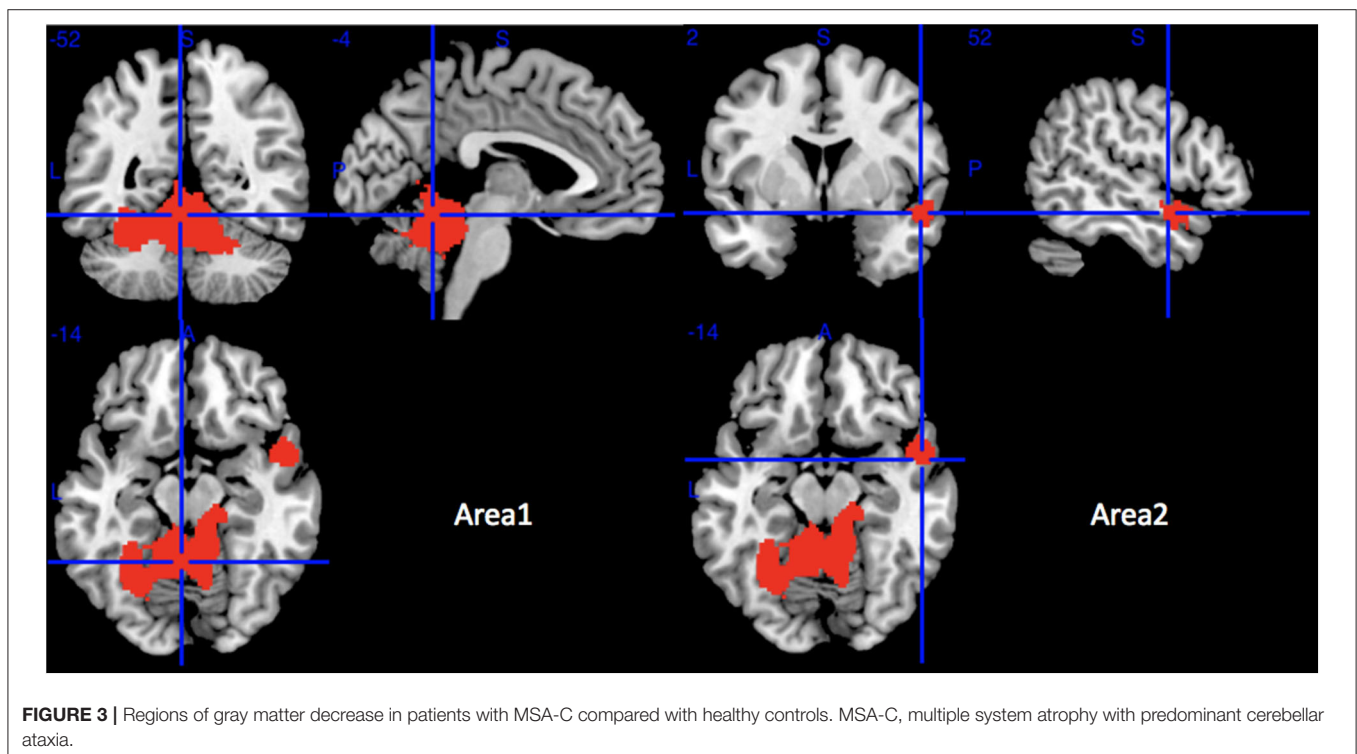 -52 S -4 S 2 S 52 S
L P L P
-14 A -14 A
L L
Area1 Area2
FIGURE 3 | Regions of gray matter decrease in patients with MSA-C compared with healthy controls. MSA-C, multiple system atrophy with predominant cerebellar
ataxia.